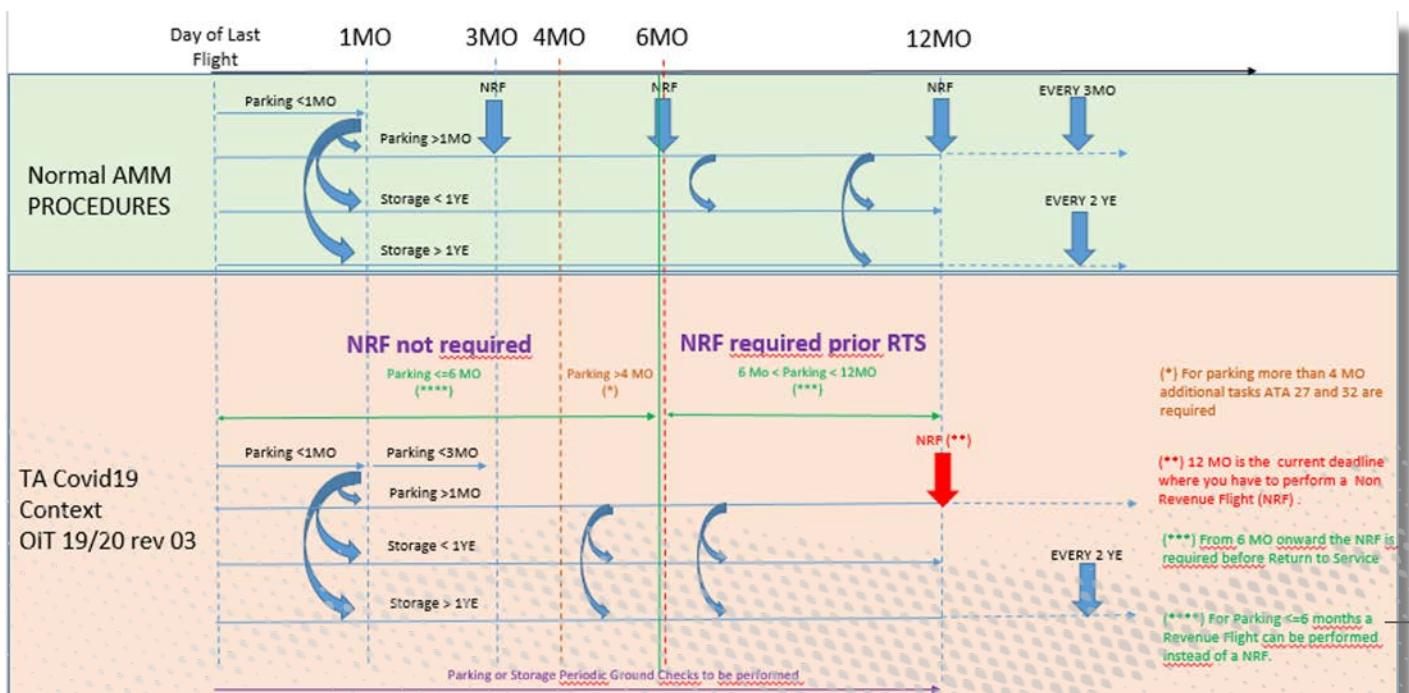 Day of Last
Flight
1MO
3MO
4MO
6MO
12MO
Normal AMM
PROCEDURES
Parking <1MO
NRF
NRF
NRF
EVERY 3MO
Parking >1MO
Storage < 1YE
EVERY 2 YE
Storage > 1YE
NRF not required
NRF required prior RTS
Parking <=6 MO
(****)
Parking >4 MO
(*)
6 Mo < Parking < 12MO
(***)
(*) For parking more than 4 MO
additional tasks ATA 27 and 32 are
required
TA Covid19
Context
OiT 19/20 rev 03
Parking <1MO
Parking <3MO
NRF (**)
Parking >1MO
(**) 12 MO is the current deadline
where you have to perform a Non
Revenue Flight (NRF) .
Storage < 1YE
EVERY 2 YE
(***) From 6 MO onward the NRF is
required before Return to Service
Storage > 1YE
(****) For Parking <=6 months a
Revenue Flight can be performed
instead of a NRF.
Parking or Storage Periodic Ground Checks to be performed